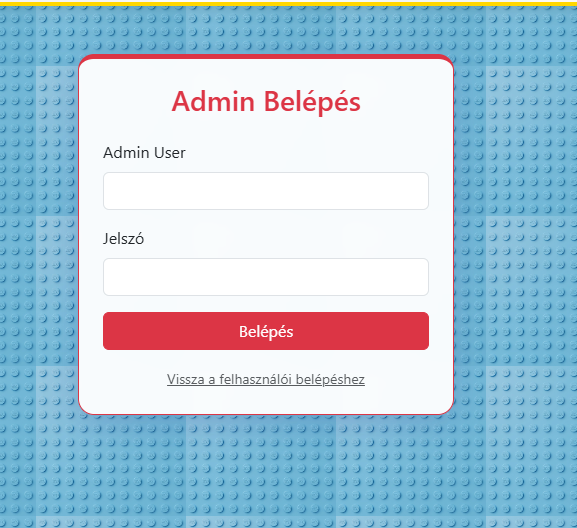 Admin Belépés
Admin User
Jelszó
Belépés
Vissza a felhasználói belépéshez